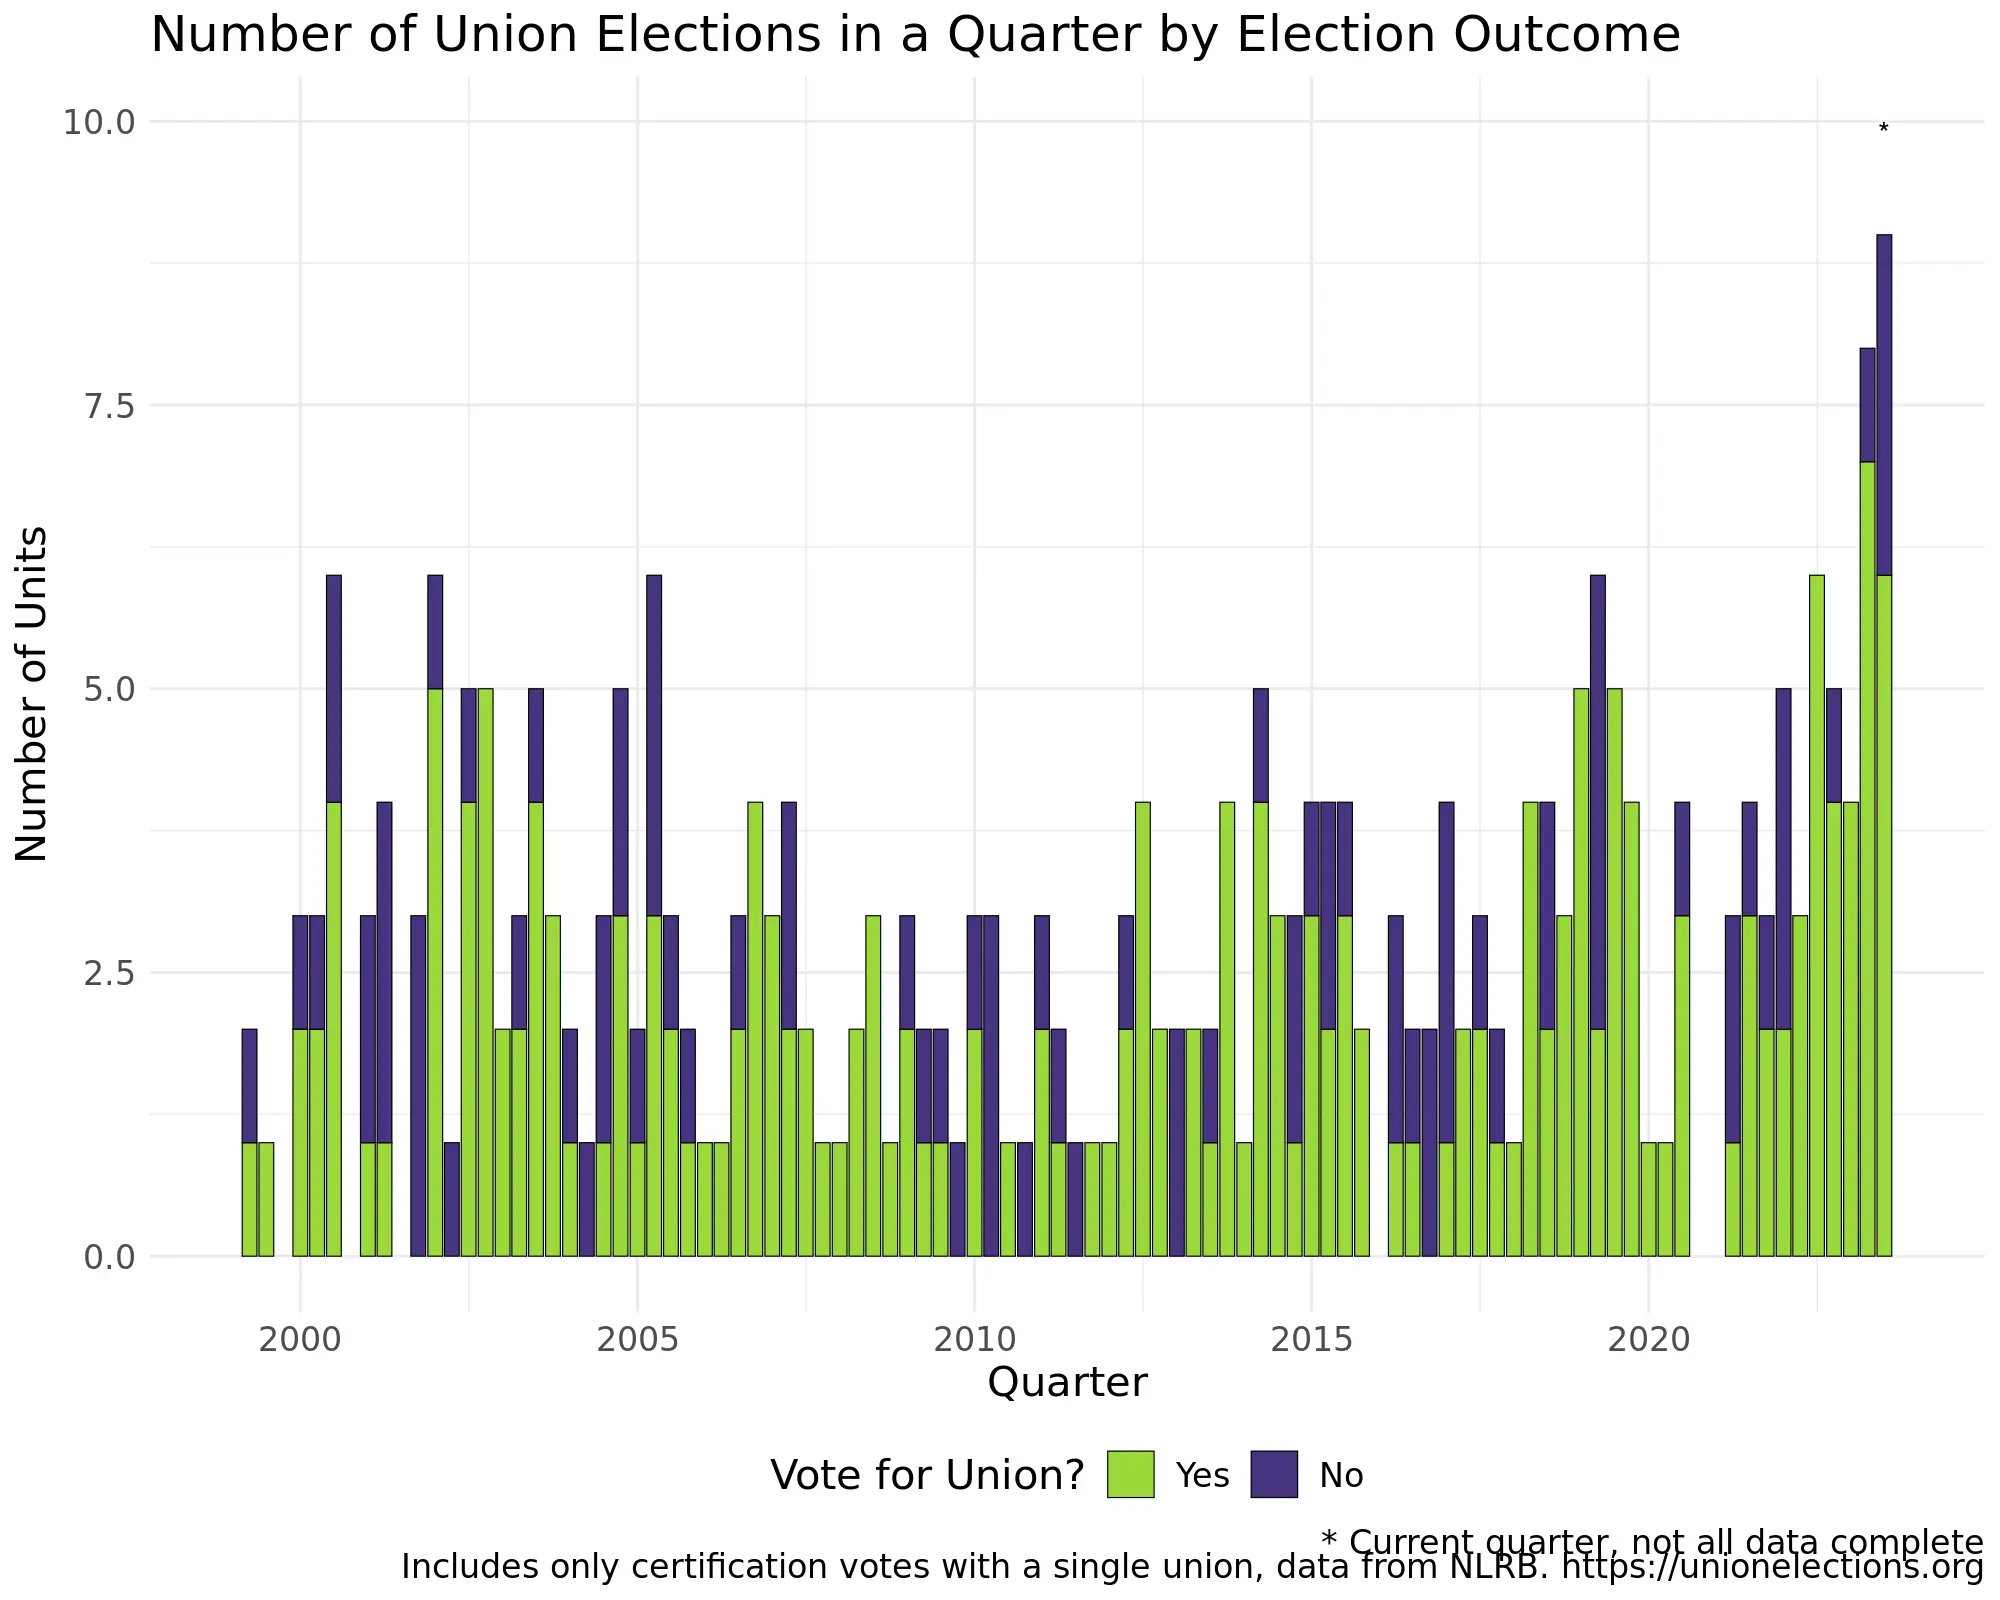 Number of Union Elections in a Quarter by Election Outcome
10.0
*
7.5
5.0
2.5
0.0
Number of Units
2000 2005 2010 2015 2020
Quarter
Vote for Union? Yes No
* Current quarter, not all data complete
Includes only certification votes with a single union, data from NLRB. https://unionelections.org